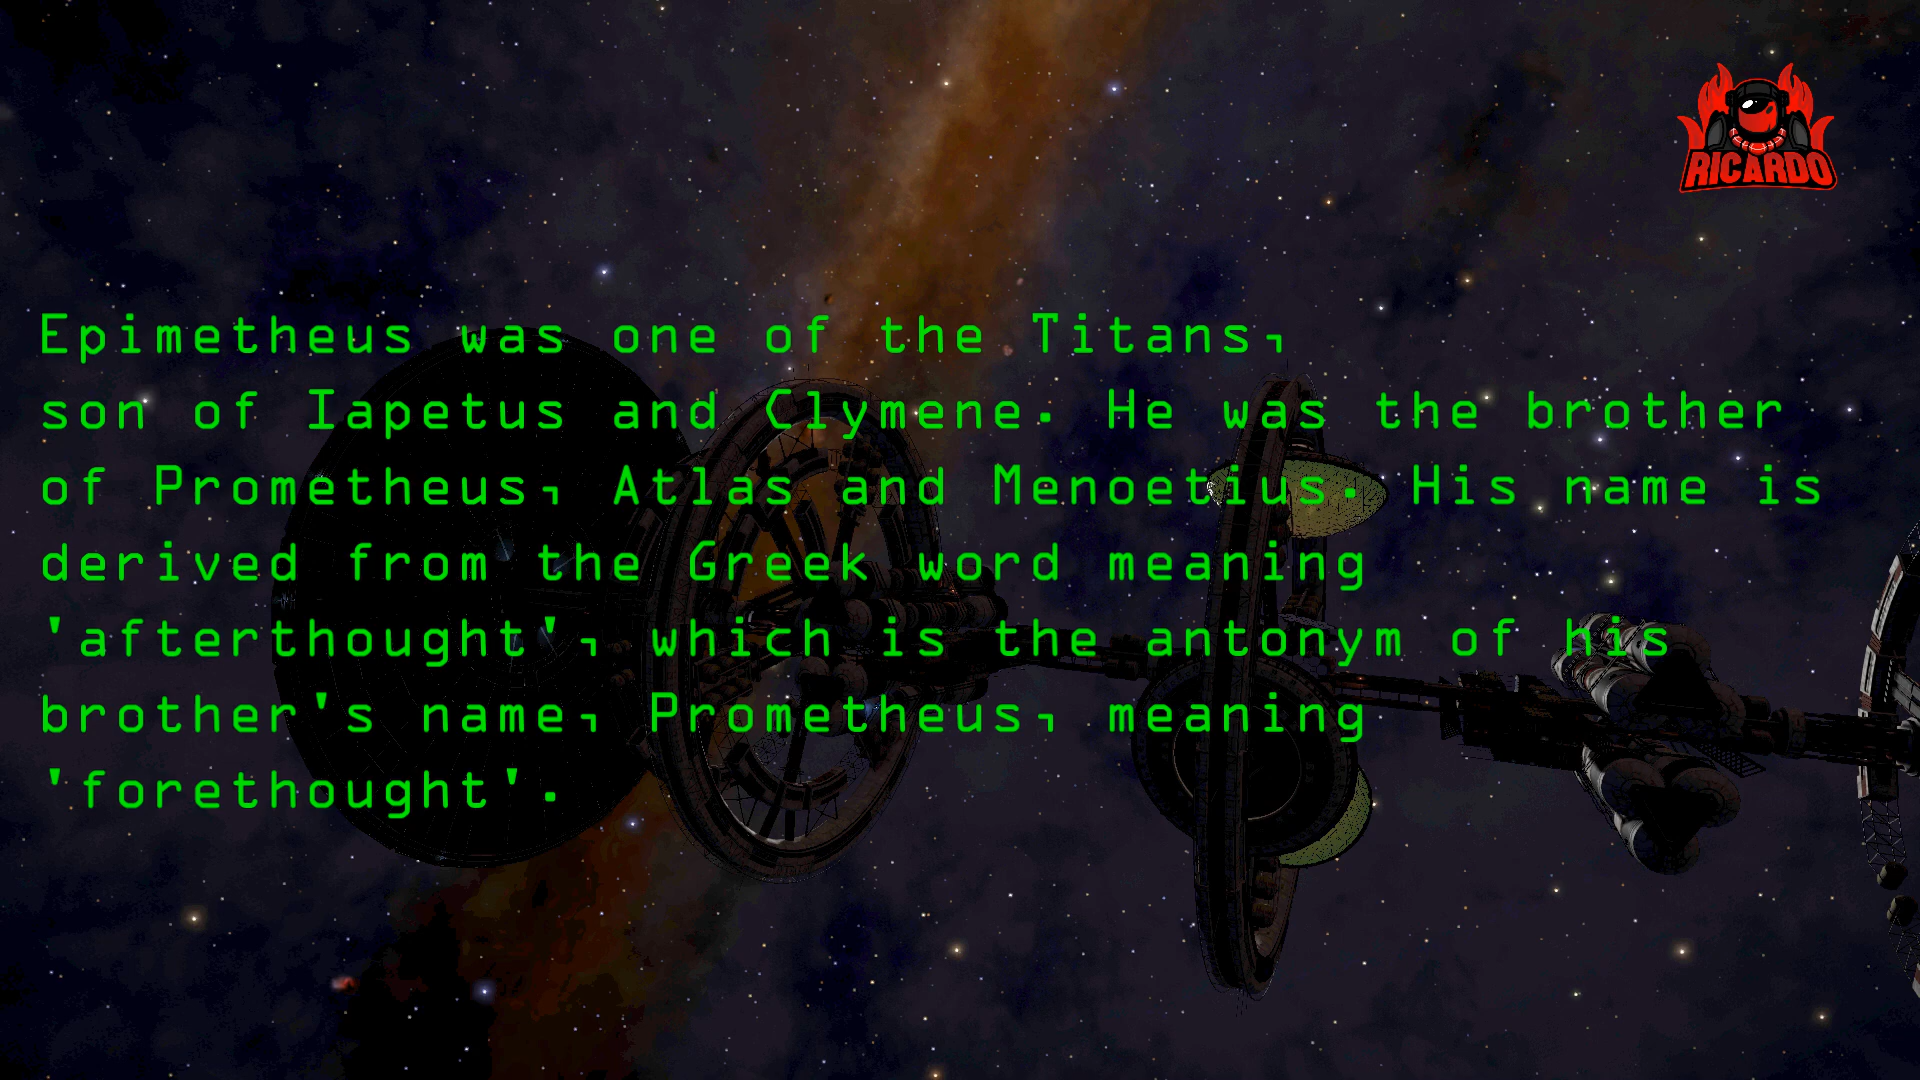 RICARDO
Epimetheus was one of the Titans,
son of Iapetus and Clymene. He was the brother
of Prometheus, Atlas and Menoetius. His name is
derived from the Greek word meaning
'afterthought', which is the antonym of his
brother's name, Prometheus, meaning
'forethought'.